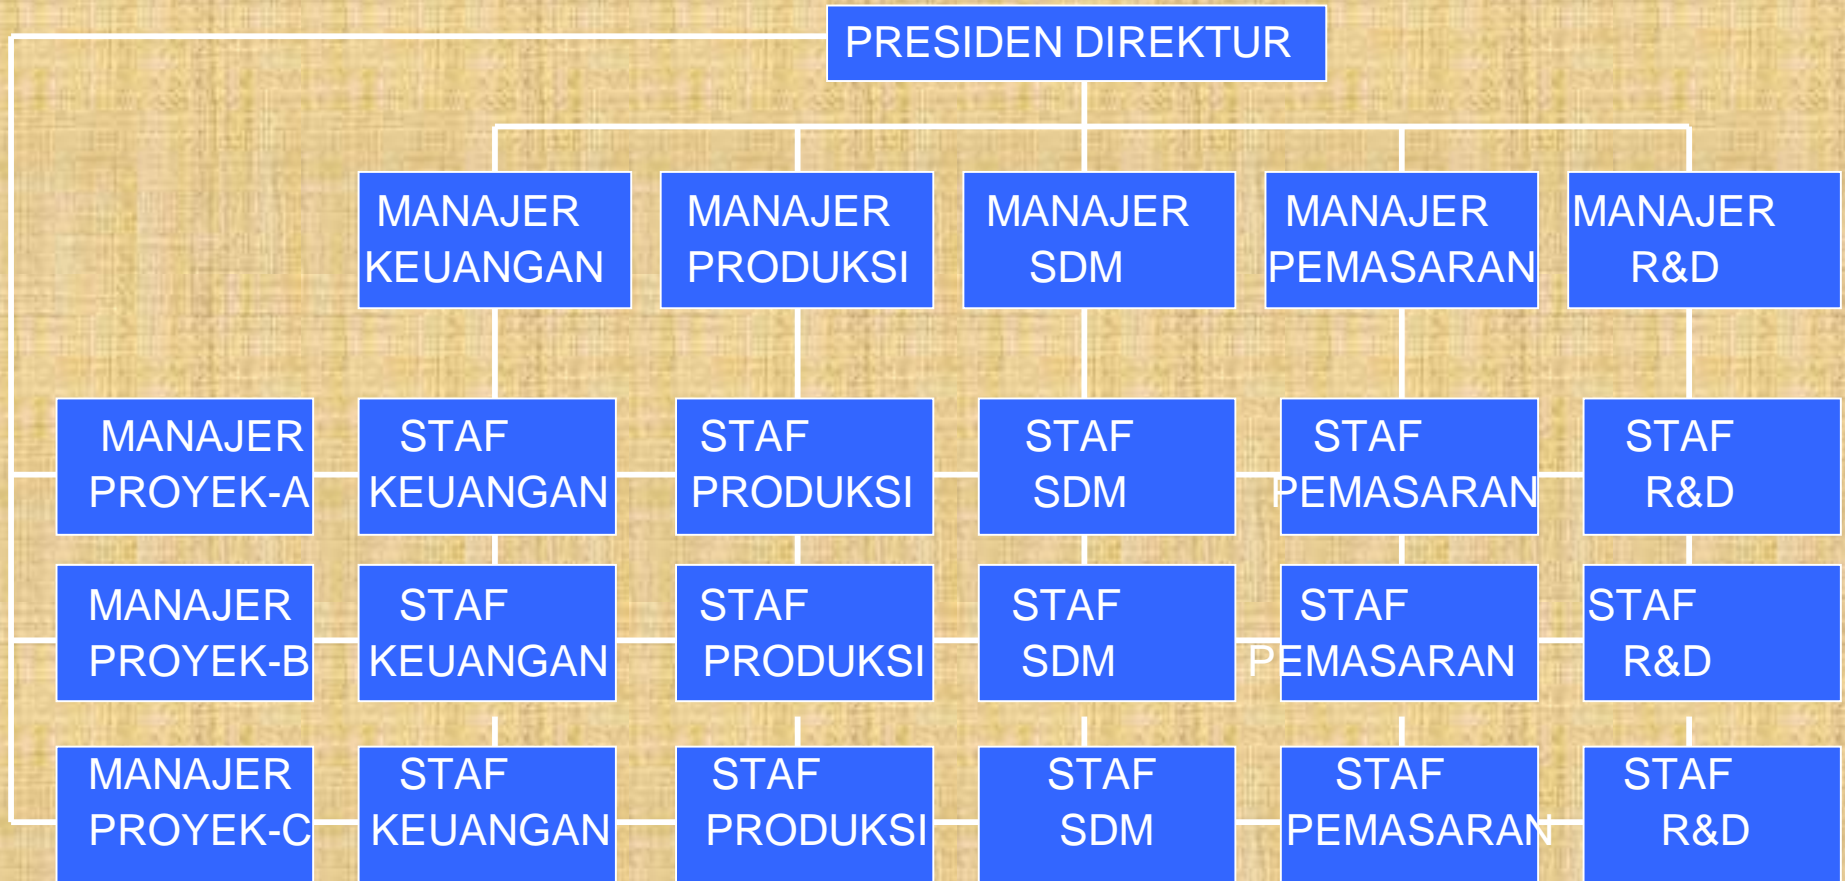 PRESIDEN DIREKTUR
MANAJER
KEUANGAN
MANAJER
PRODUKSI
MANAJER
SDM
MANAJER
PEMASARAN
MANAJER
R&D
MANAJER
PROYEK-A
STAF
KEUANGAN
STAF
PRODUKSI
STAF
SDM
STAF
PEMASARAN
STAF
R&D
MANAJER
PROYEK-B
STAF
KEUANGAN
STAF
PRODUKSI
STAF
SDM
STAF
PEMASARAN
STAF
R&D
MANAJER
PROYEK-C
STAF
KEUANGAN
STAF
PRODUKSI
STAF
SDM
STAF
PEMASARAN
STAF
R&D